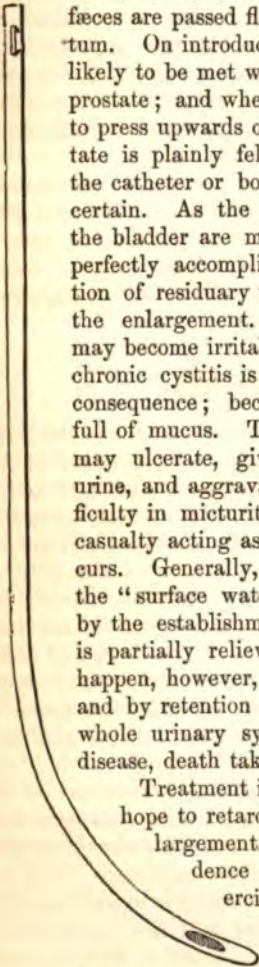 fæces are passed fl
tum. On introduc
likely to be met w
prostate; and whe
to press upwards o
tate is plainly fel
the catheter or bo
certain. As the
the bladder are m
perfectly accompli
tion of residuary
the enlargement.
may become irrital
chronic cystitis is
consequence; bec
full of mucus. T
may ulcerate, giv
urine, and aggrav
ficulty in micturit
casualty acting as
curs. Generally,
the "surface wate
by the establishm
is partially reliev
happen, however,
and by retention
whole urinary sy
disease, death tak
Treatment i
hope to retar
largement
dence
erci